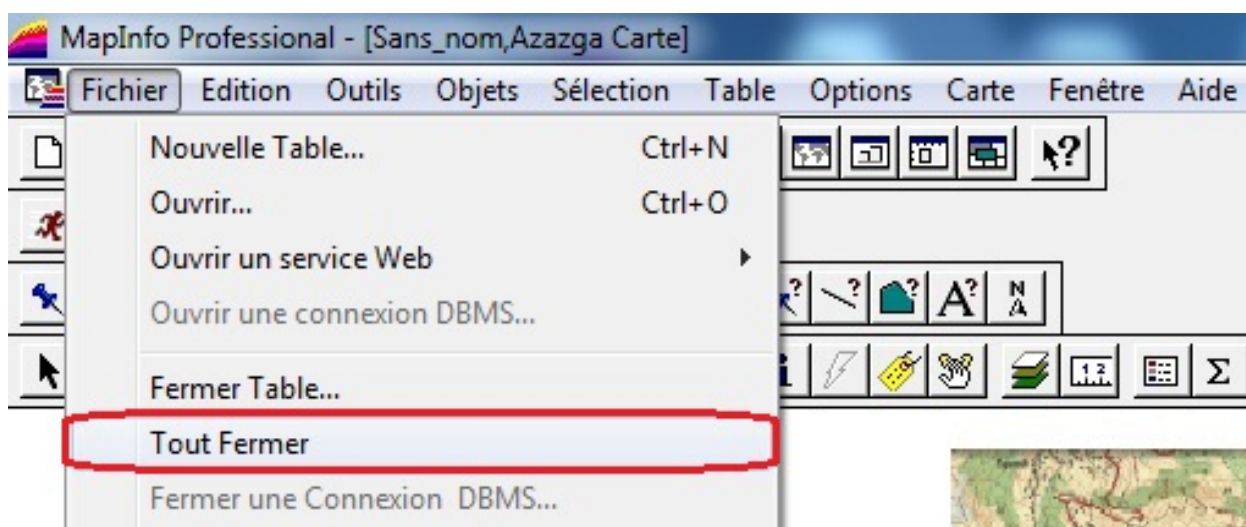 MapInfo Professional - [Sans_nom,Azazga Carte]
Fichier Edition Outils Objets Sélection Table Options Carte Fenêtre Aide
Nouvelle Table... Ctrl+N
Ouvrir... Ctrl+O
Ouvrir un service Web
Ouvrir une connexion DBMS...
Fermer Table...
Tout Fermer
Fermer une Connexion DBMS...